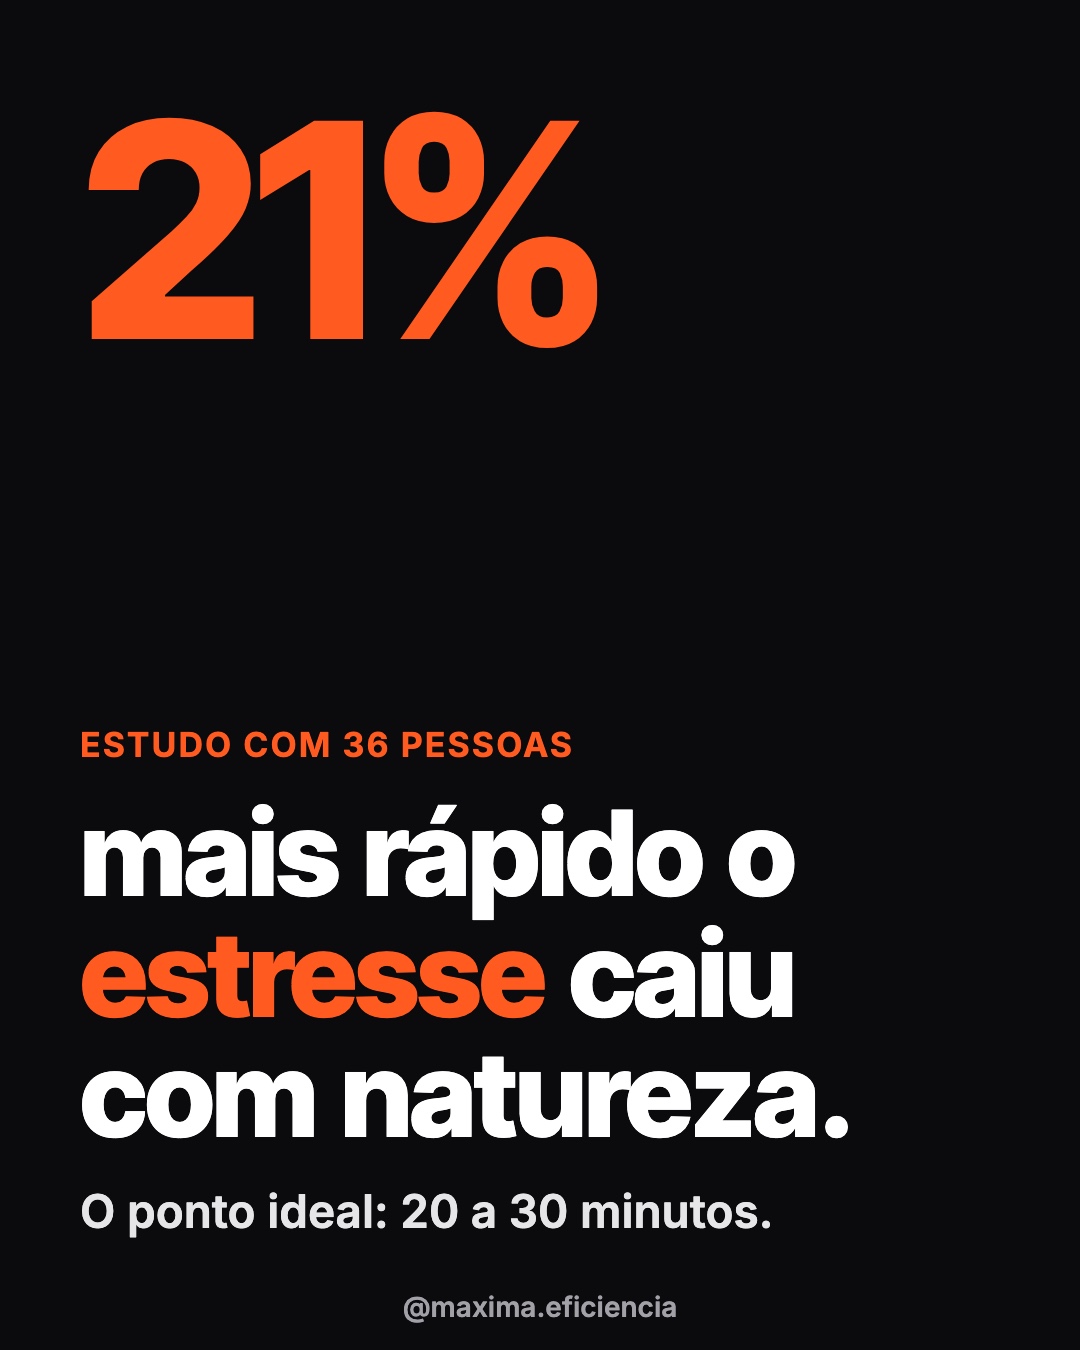 21%
ESTUDO COM 36 PESSOAS
mais rápido o
estresse caiu
com natureza.
O ponto ideal: 20 a 30 minutos.
@maxima.eficiencia